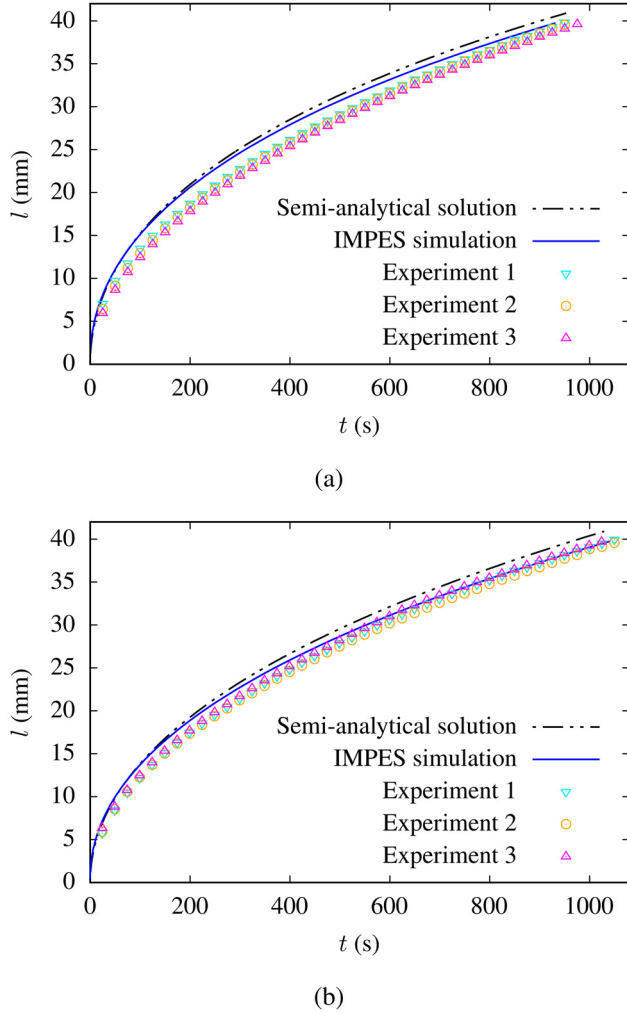 40
35
30
25
20
15
10
5
0
l (mm)
Semi-analytical solution
IMPES simulation
Experiment 1
Experiment 2
Experiment 3
0 200 400 600 800 1000
t (s)
(a)
40
35
30
25
20
15
10
5
0
l (mm)
Semi-analytical solution
IMPES simulation
Experiment 1
Experiment 2
Experiment 3
0 200 400 600 800 1000
t (s)
(b)